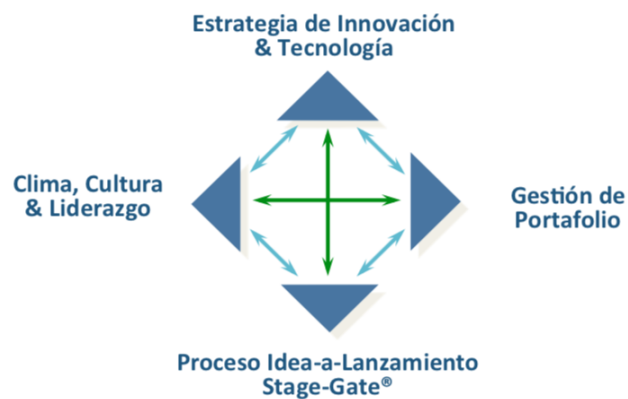 Estrategia de Innovación
& Tecnología
Clima, Cultura
& Liderazgo
Gestión de
Portafolio
Proceso Idea-a-Lanzamiento
Stage-Gate®